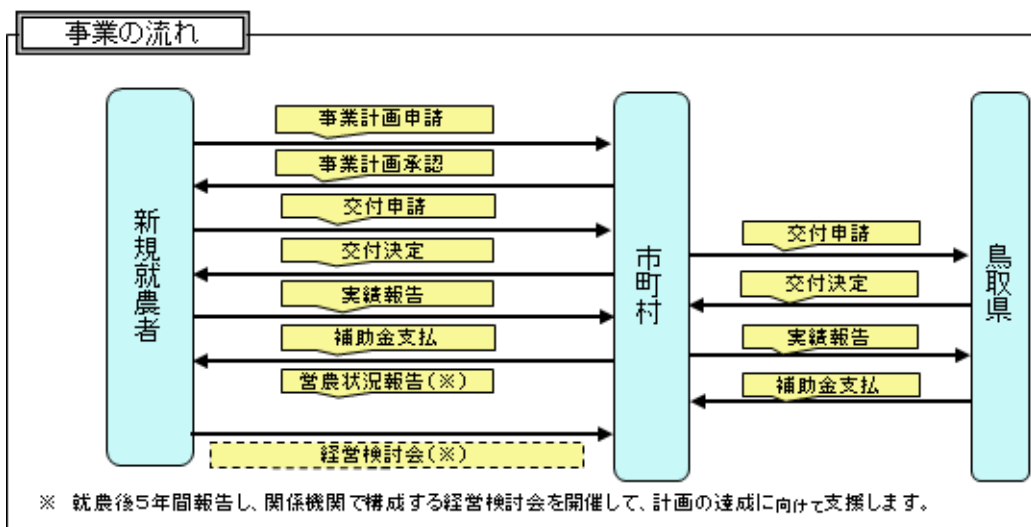 事業の流れ
新規就農者
市町村
鳥取県
事業計画申請
事業計画承認
交付申請
交付決定
実績報告
補助金支払
営農状況報告(※)
経営検討会(※)
交付申請
交付決定
実績報告
補助金支払
※ 就農後5年間報告し、関係機関で構成する経営検討会を開催して、計画の達成に向けて支援します。